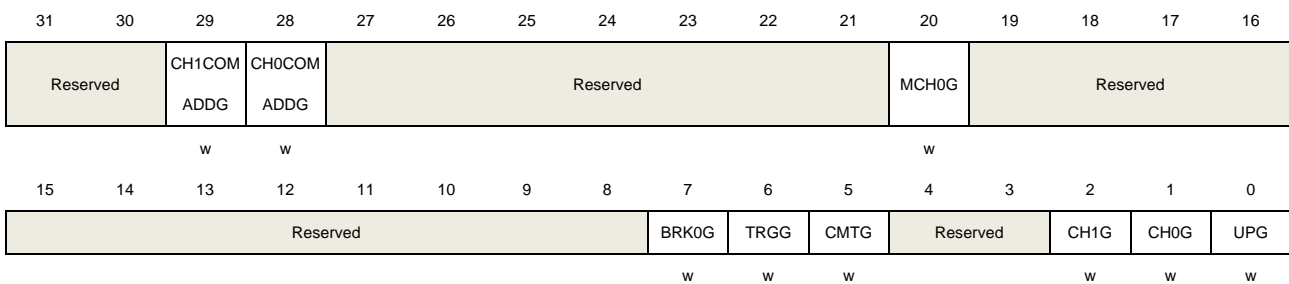 31 30 29 28 27 26 25 24 23 22 21 20 19 18 17 16
Reserved CH1COM ADDG CH0COM ADDG Reserved MCH0G Reserved
w w w
15 14 13 12 11 10 9 8 7 6 5 4 3 2 1 0
Reserved BRK0G TRGG CMTG Reserved CH1G CH0G UPG
w w w w w w